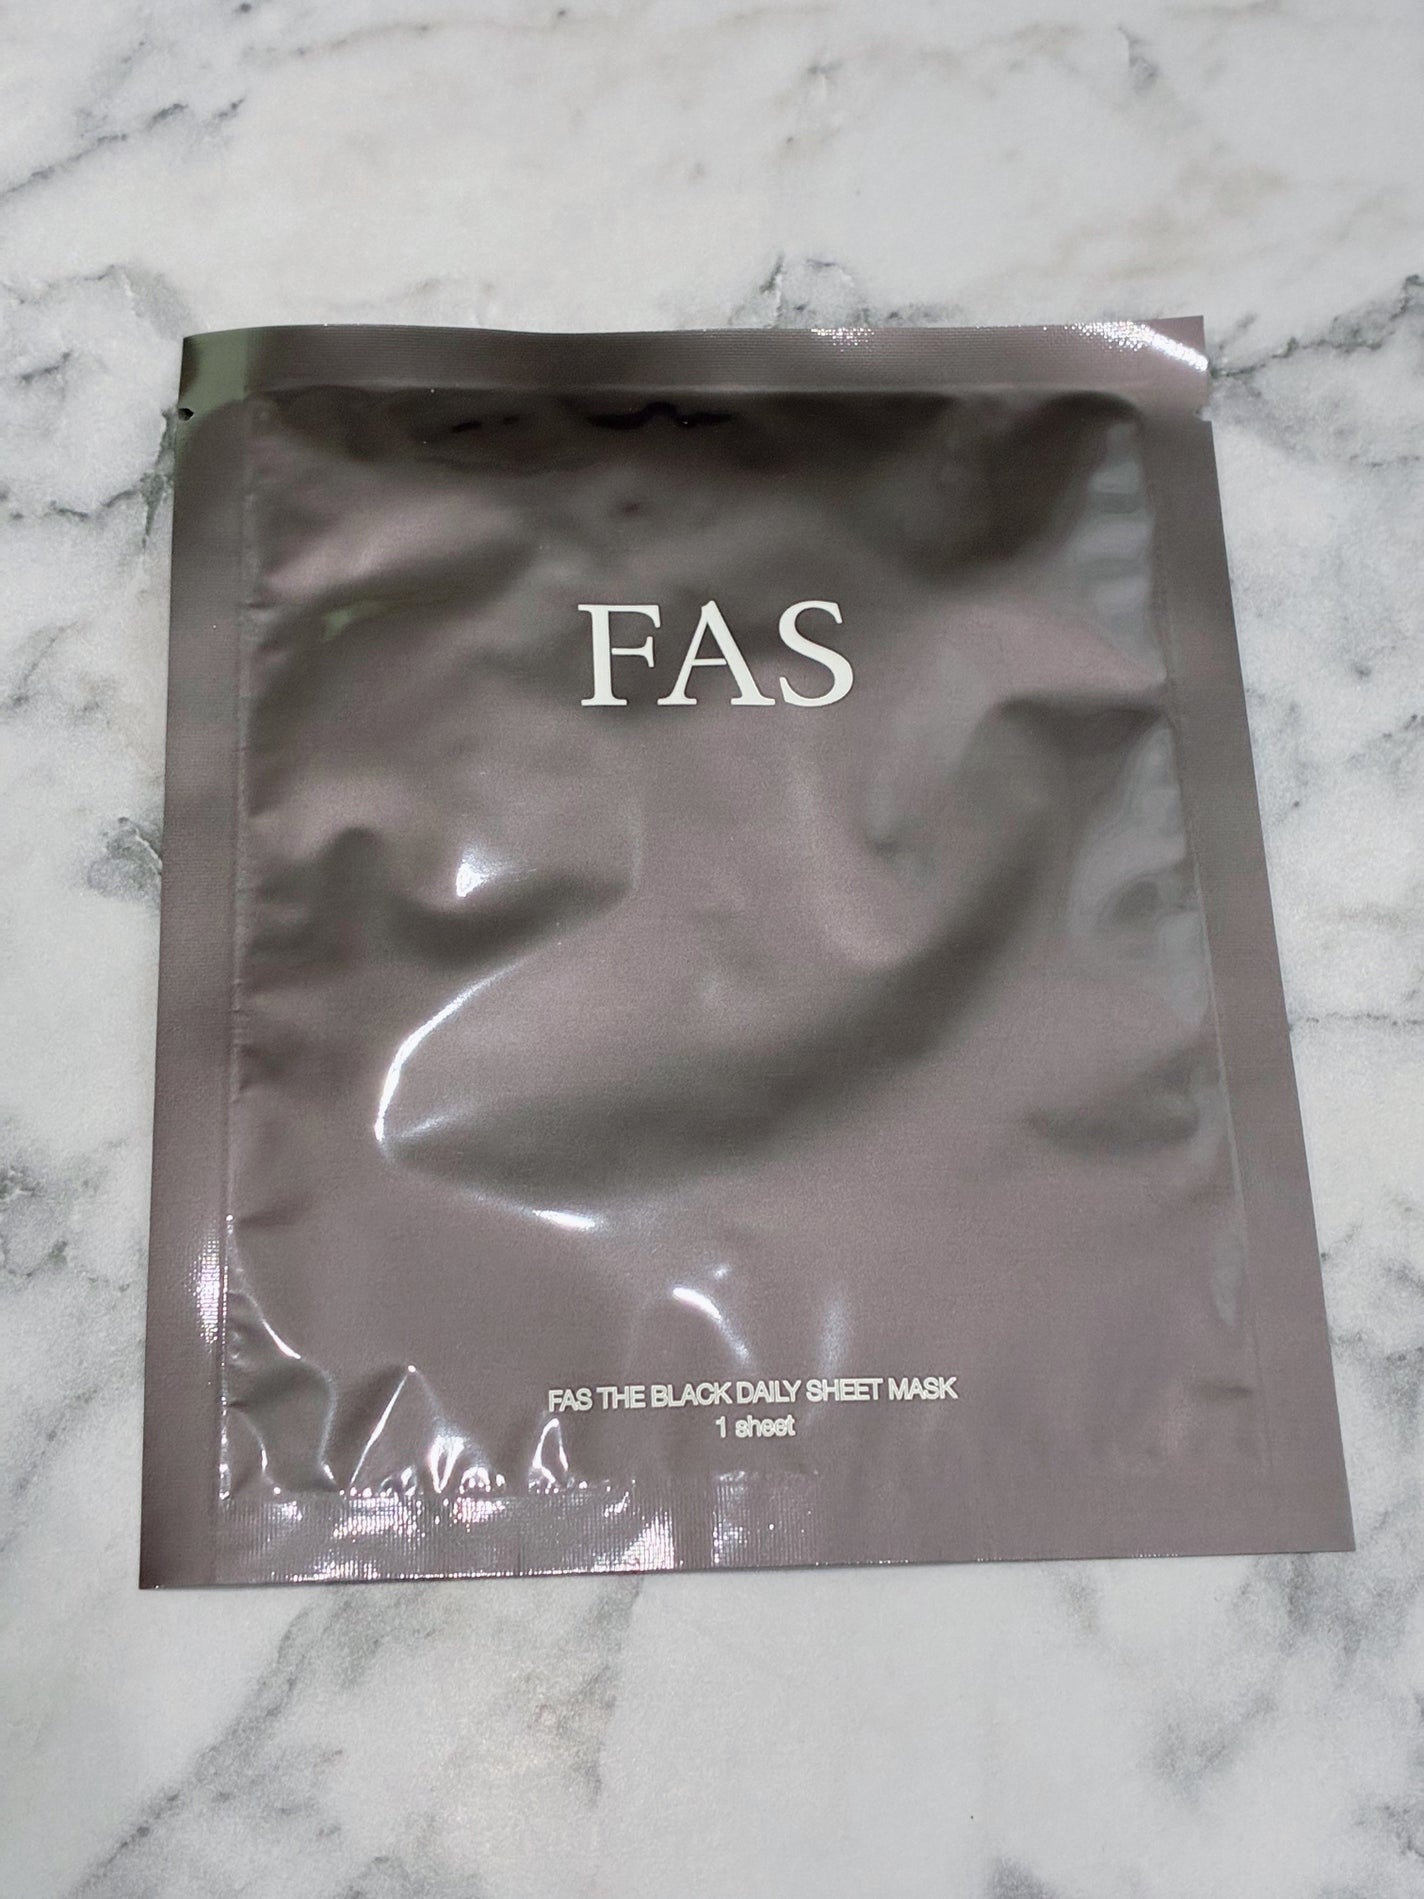 FAS
FAS THE BLACK DAILY SHEET MASK
1 sheet